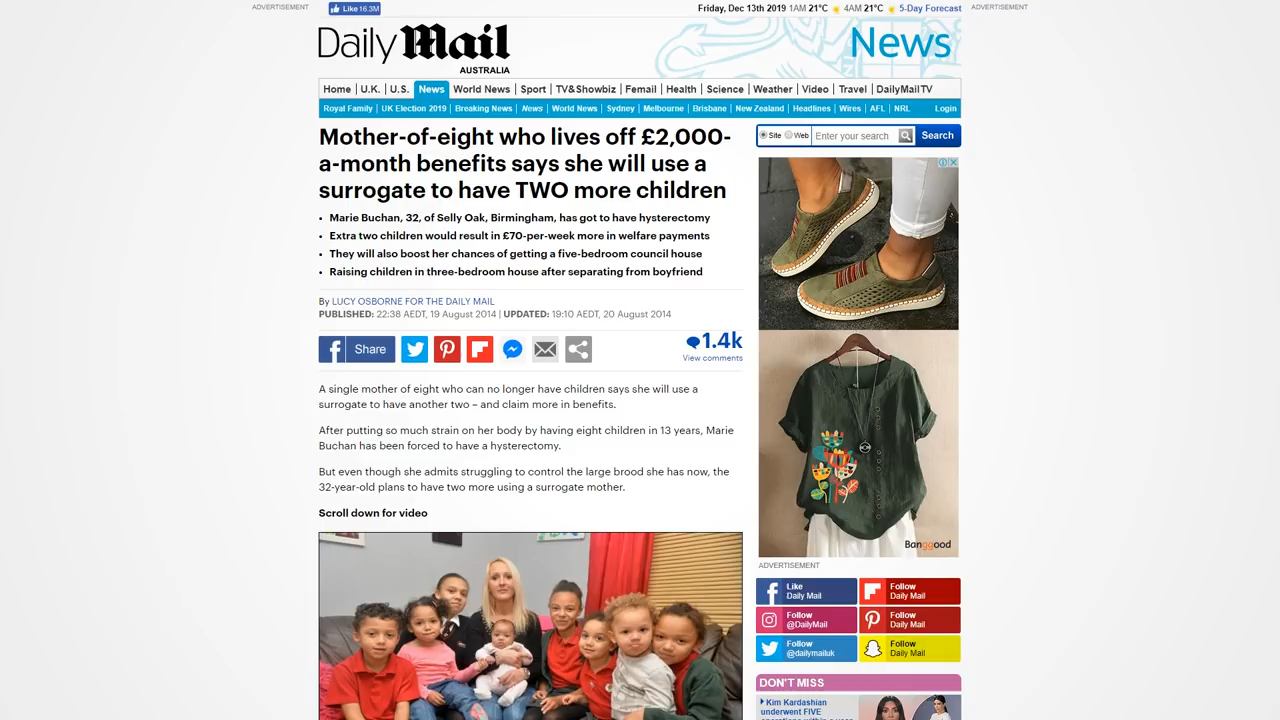 ADVERTISEMENT
Like 16.3M
Friday, Dec 13th 2019 1AM 21°C 4AM 21°C 5-Day Forecast
ADVERTISEMENT
Daily Mail
AUSTRALIA
News
Home U.K. U.S. News World News Sport TV&Showbiz Femail Health Science Weather Video Travel DailyMailTV
Royal Family UK Election 2019 Breaking News News World News Sydney Melbourne Brisbane New Zealand Headlines Wires AFL NRL Login
Mother-of-eight who lives off £2,000-
a-month benefits says she will use a
surrogate to have TWO more children
• Marie Buchan, 32, of Selly Oak, Birmingham, has got to have hysterectomy
• Extra two children would result in £70-per-week more in welfare payments
• They will also boost her chances of getting a five-bedroom council house
• Raising children in three-bedroom house after separating from boyfriend
By LUCY OSBORNE FOR THE DAILY MAIL
PUBLISHED: 22:38 AEDT, 19 August 2014 | UPDATED: 19:10 AEDT, 20 August 2014
Share
1.4k
View comments
A single mother of eight who can no longer have children says she will use a
surrogate to have another two – and claim more in benefits.
After putting so much strain on her body by having eight children in 13 years, Marie
Buchan has been forced to have a hysterectomy.
But even though she admits struggling to control the large brood she has now, the
32-year-old plans to have two more using a surrogate mother.
Scroll down for video
Site Web Enter your search Search
Banggood
ADVERTISEMENT
Like
Daily Mail
Follow
Daily Mail
Follow
@DailyMail
Follow
Daily Mail
Follow
@dailymailuk
Follow
Daily Mail
DON'T MISS
Kim Kardashian
underwent FIVE